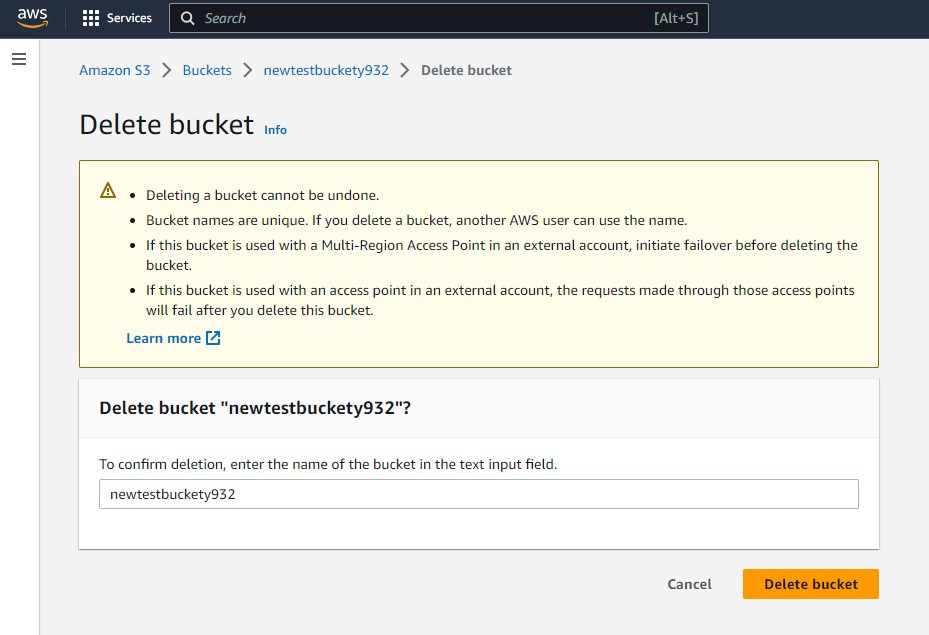 aws
Services
Search [Alt+S]
Amazon S3 > Buckets > newtestbuckety932 > Delete bucket
Delete bucket Info
• Deleting a bucket cannot be undone.
• Bucket names are unique. If you delete a bucket, another AWS user can use the name.
• If this bucket is used with a Multi-Region Access Point in an external account, initiate failover before deleting the
bucket.
• If this bucket is used with an access point in an external account, the requests made through those access points
will fail after you delete this bucket.
Learn more
Delete bucket "newtestbuckety932"?
To confirm deletion, enter the name of the bucket in the text input field.
newtestbuckety932
Cancel Delete bucket